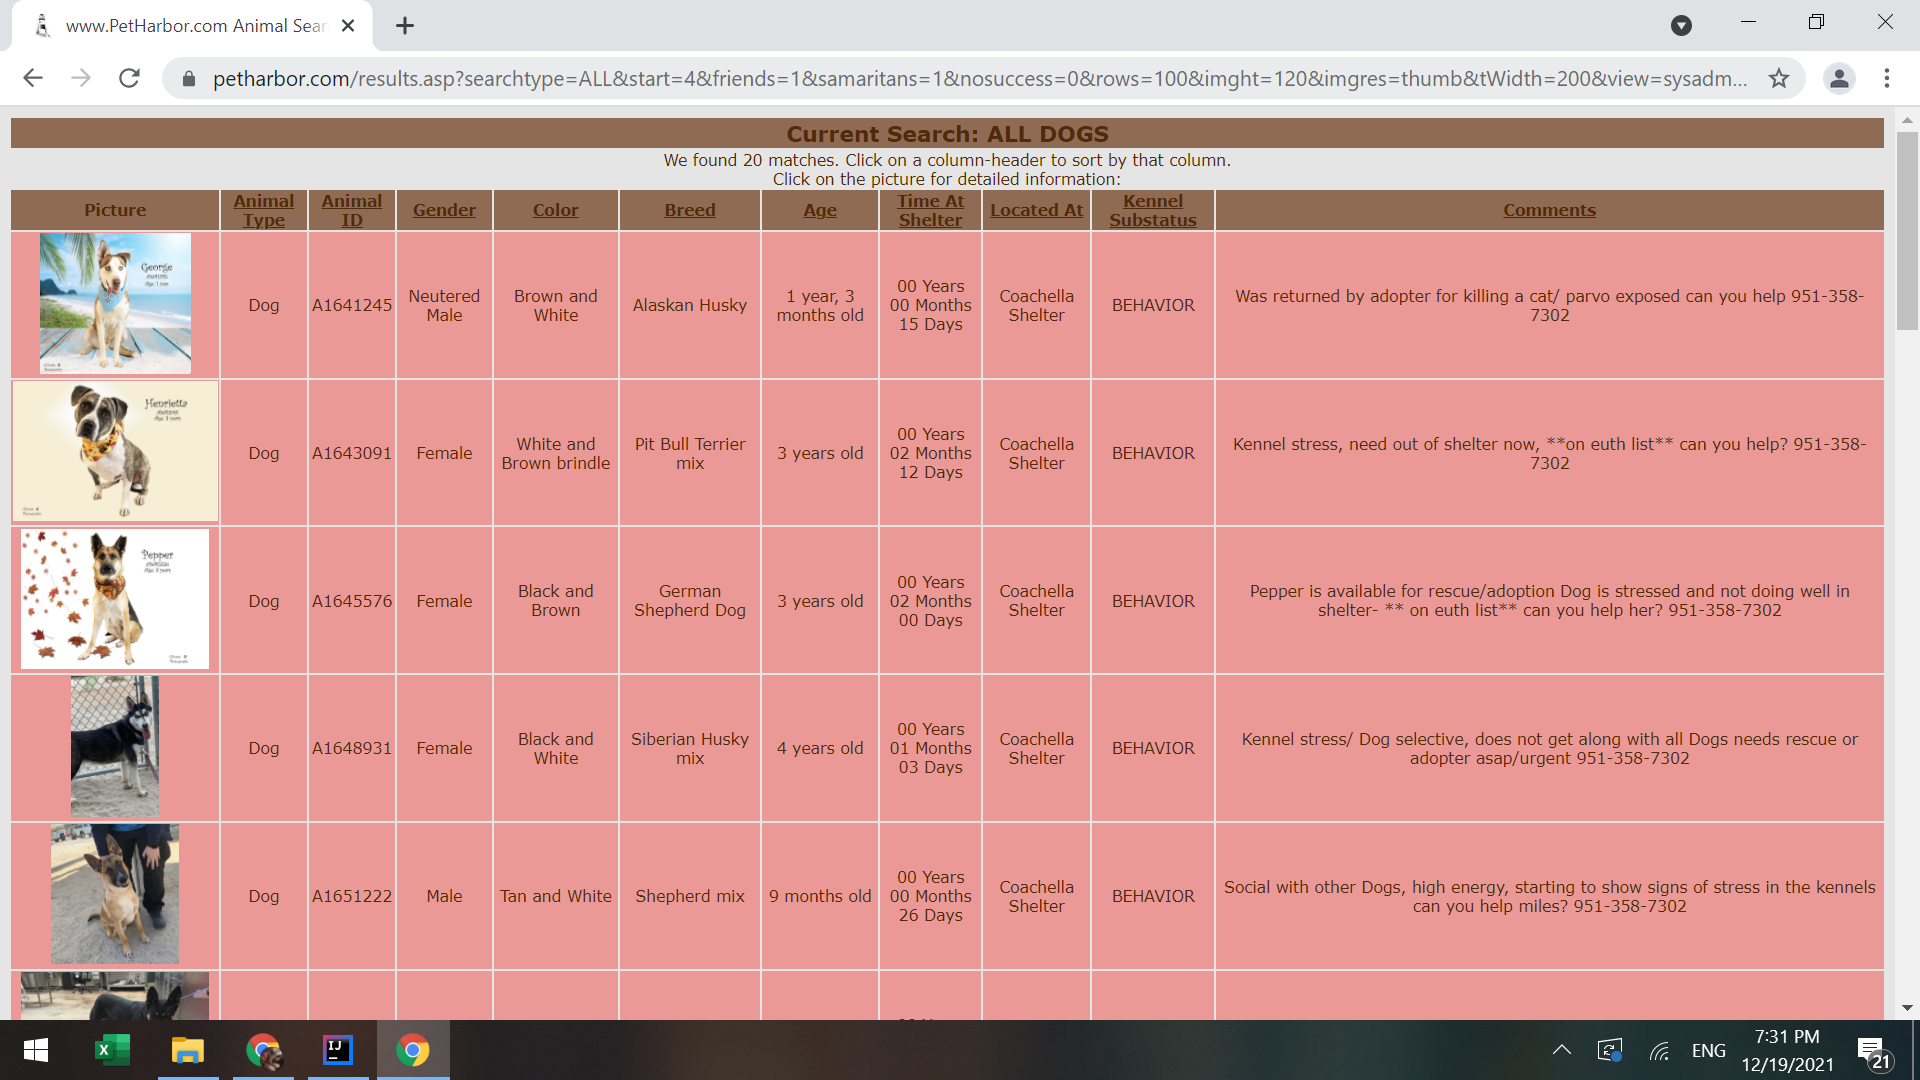 www.PetHarbor.com Animal Sear
petharbor.com/results.asp?searchtype=ALL&start=4&friends=1&samaritans=1&nosuccess=0&rows=100&imght=120&imgres=thumb&tWidth=200&view=sysadm...
Current Search: ALL DOGS
We found 20 matches. Click on a column-header to sort by that column.
Click on the picture for detailed information:
Picture
Animal
Type
Animal
ID
Gender
Color
Breed
Age
Time At
Shelter
Located At
Kennel
Substatus
Comments
George
Age: 1 year
Dog
A1641245
Neutered
Male
Brown and
White
Alaskan Husky
1 year, 3
months old
00 Years
00 Months
15 Days
Coachella
Shelter
BEHAVIOR
Was returned by adopter for killing a cat/ parvo exposed can you help 951-358-
7302
Henrietta
Age: 3 years
Dog
A1643091
Female
White and
Brown brindle
Pit Bull Terrier
mix
3 years old
00 Years
02 Months
12 Days
Coachella
Shelter
BEHAVIOR
Kennel stress, need out of shelter now, **on euth list** can you help? 951-358-
7302
Pepper
Dog
A1645576
Female
Black and
Brown
German
Shepherd Dog
3 years old
00 Years
02 Months
00 Days
Coachella
Shelter
BEHAVIOR
Pepper is available for rescue/adoption Dog is stressed and not doing well in
shelter- ** on euth list** can you help her? 951-358-7302
Dog
A1648931
Female
Black and
White
Siberian Husky
mix
4 years old
00 Years
01 Months
03 Days
Coachella
Shelter
BEHAVIOR
Kennel stress/ Dog selective, does not get along with all Dogs needs rescue or
adopter asap/urgent 951-358-7302
Dog
A1651222
Male
Tan and White
Shepherd mix
9 months old
00 Years
00 Months
26 Days
Coachella
Shelter
BEHAVIOR
Social with other Dogs, high energy, starting to show signs of stress in the kennels
can you help miles? 951-358-7302
IJ
ENG
7:31 PM
12/19/2021
21